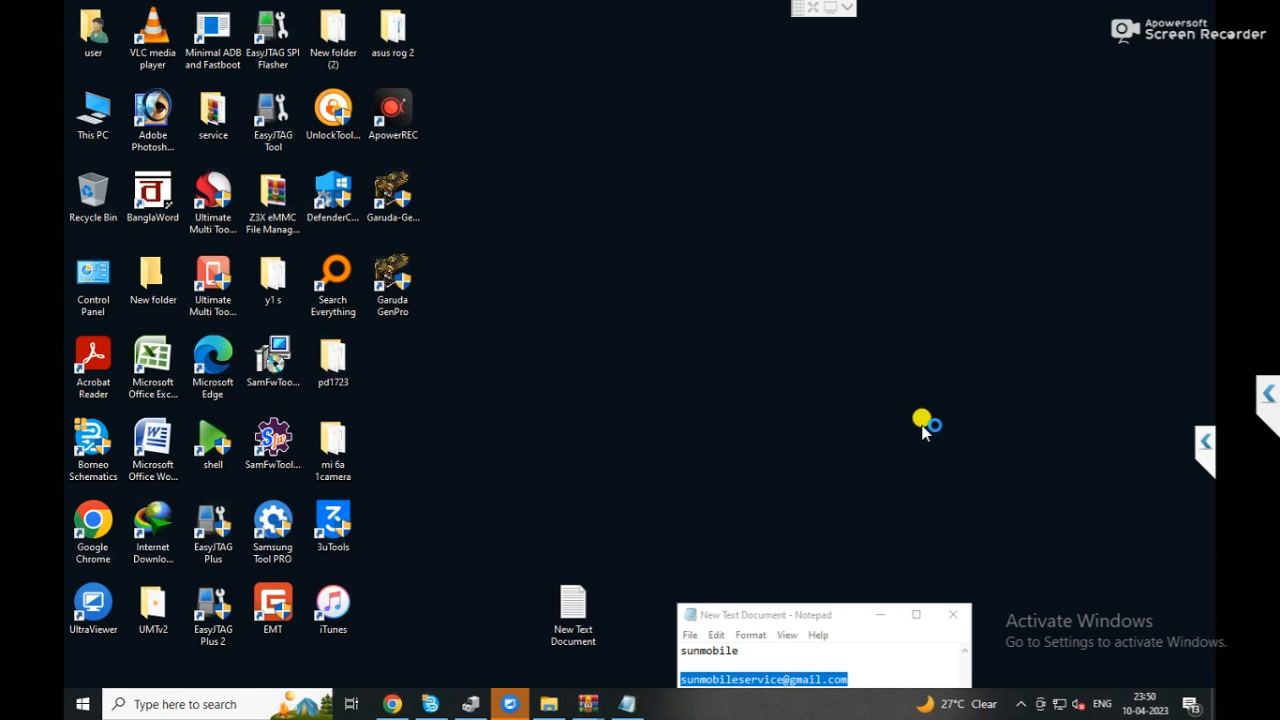 Apowersoft
Screen Recorder
user
VLC media
player
Minimal ADB
and Fastboot
EasyJTAG SPI
Flasher
New folder
(2)
asus rog 2
This PC
Adobe
Photosh...
service
EasyJTAG
Tool
UnlockTool...
ApowerREC
Recycle Bin
BanglaWord
Ultimate
Multi Too...
Z3X eMMC
File Manag...
DefenderC...
Garuda-Ge...
Control
Panel
New folder
Ultimate
Multi Too...
y1 s
Search
Everything
Garuda
GenPro
Acrobat
Reader
Microsoft
Office Exc...
Microsoft
Edge
SamFwToo...
pd1723
Borneo
Schematics
Microsoft
Office Wo...
shell
SamFwTool...
mi 6a
1camera
Google
Chrome
Internet
Downlo...
EasyJTAG
Plus
Samsung
Tool PRO
3uTools
UltraViewer
UMTv2
EasyJTAG
Plus 2
EMT
iTunes
New Text
Document
New Text Document - Notepad
File Edit Format View Help
sunmobile
sunmobileservice@gmail.com
Activate Windows
Go to Settings to activate Windows.
Type here to search
27°C Clear
ENG
23:50
10-04-2023